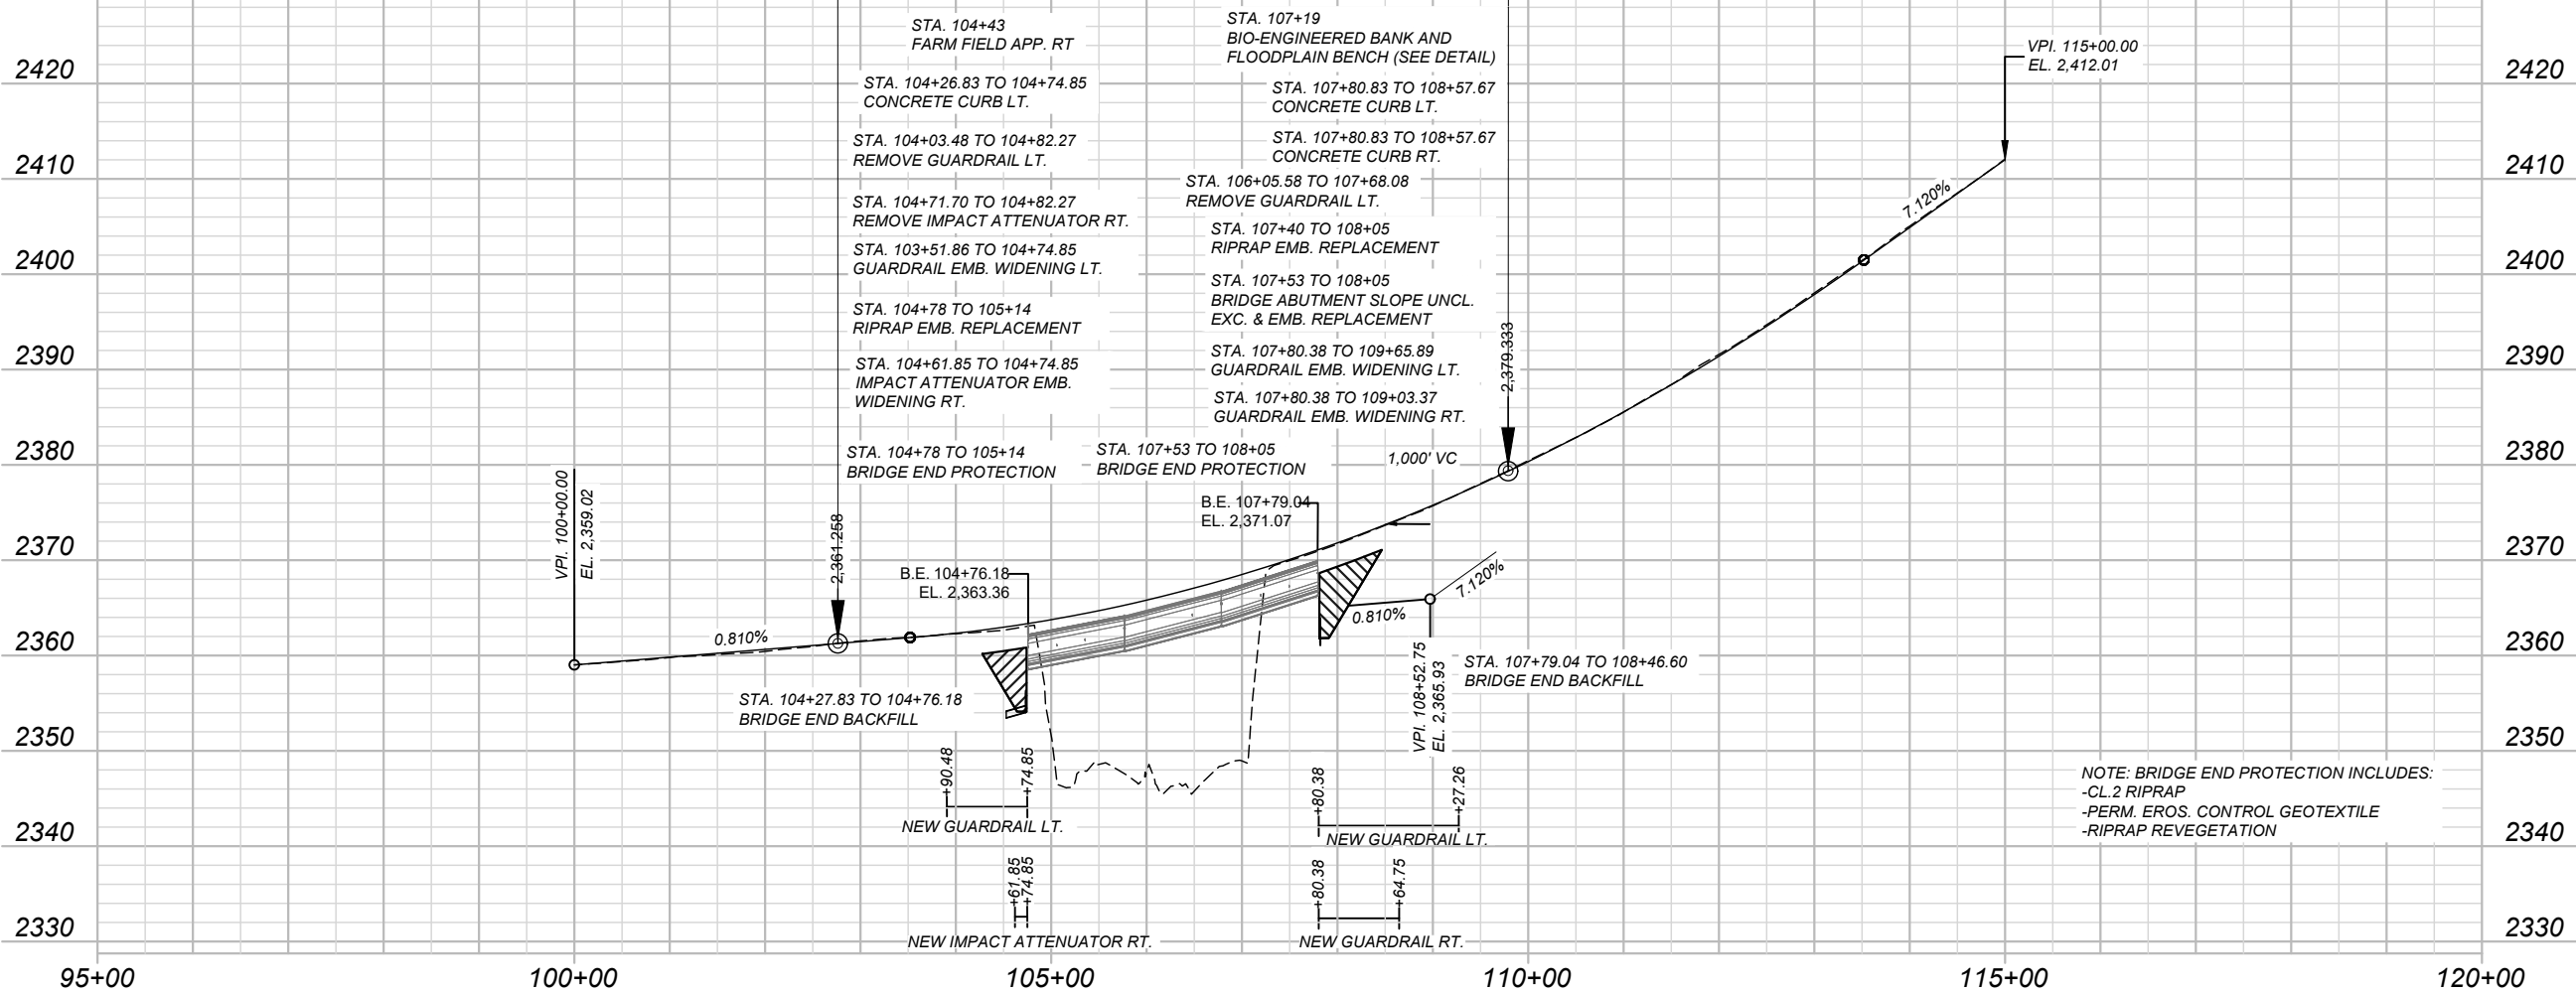 STA. 104+43
FARM FIELD APP. RT
STA. 104+26.83 TO 104+74.85
CONCRETE CURB LT.
STA. 104+03.48 TO 104+82.27
REMOVE GUARDRAIL LT.
STA. 104+71.70 TO 104+82.27
REMOVE IMPACT ATTENUATOR RT.
STA. 103+51.86 TO 104+74.85
GUARDRAIL EMB. WIDENING LT.
STA. 104+78 TO 105+14
RIPRAP EMB. REPLACEMENT
STA. 104+61.85 TO 104+74.85
IMPACT ATTENUATOR EMB.
WIDENING RT.
STA. 104+78 TO 105+14
BRIDGE END PROTECTION
STA. 107+19
BIO-ENGINEERED BANK AND
FLOODPLAIN BENCH (SEE DETAIL)
STA. 107+80.83 TO 108+57.67
CONCRETE CURB LT.
STA. 107+80.83 TO 108+57.67
CONCRETE CURB RT.
STA. 106+05.58 TO 107+68.08
REMOVE GUARDRAIL LT.
STA. 107+40 TO 108+05
RIPRAP EMB. REPLACEMENT
STA. 107+53 TO 108+05
BRIDGE ABUTMENT SLOPE UNCL.
EXC. & EMB. REPLACEMENT
STA. 107+80.38 TO 109+65.89
GUARDRAIL EMB. WIDENING LT.
STA. 107+80.38 TO 109+03.37
GUARDRAIL EMB. WIDENING RT.
STA. 107+53 TO 108+05
BRIDGE END PROTECTION
1,000' VC
2,379.333
VPI. 115+00.00
EL. 2,412.01
7.120%
VPI. 100+00.00
EL. 2,359.02
0.810%
2,361.258
B.E. 104+76.18
EL. 2,363.36
B.E. 107+79.04
EL. 2,371.07
7.120%
0.810%
VPI. 108+52.75
EL. 2,365.93
STA. 107+79.04 TO 108+46.60
BRIDGE END BACKFILL
STA. 104+27.83 TO 104+76.18
BRIDGE END BACKFILL
+90.48
+74.85
NEW GUARDRAIL LT.
+61.85
+74.85
NEW IMPACT ATTENUATOR RT.
+80.38
+27.26
NEW GUARDRAIL LT.
+80.38
+64.75
NEW GUARDRAIL RT.
NOTE: BRIDGE END PROTECTION INCLUDES:
-CL.2 RIPRAP
-PERM. EROS. CONTROL GEOTEXTILE
-RIPRAP REVEGETATION
2420
2410
2400
2390
2380
2370
2360
2350
2340
2330
2420
2410
2400
2390
2380
2370
2360
2350
2340
2330
95+00
100+00
105+00
110+00
115+00
120+00